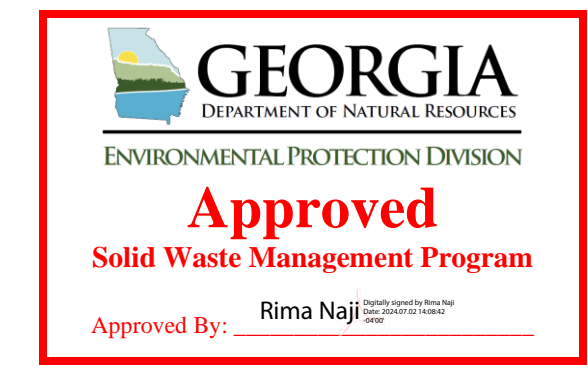 GEORGIA
DEPARTMENT OF NATURAL RESOURCES
ENVIRONMENTAL PROTECTION DIVISION
Approved
Solid Waste Management Program
Rima Naji
Digitally signed by Rima Naji
Date: 2024.07.02 14:08:42
-04'00'
Approved By: _________________________